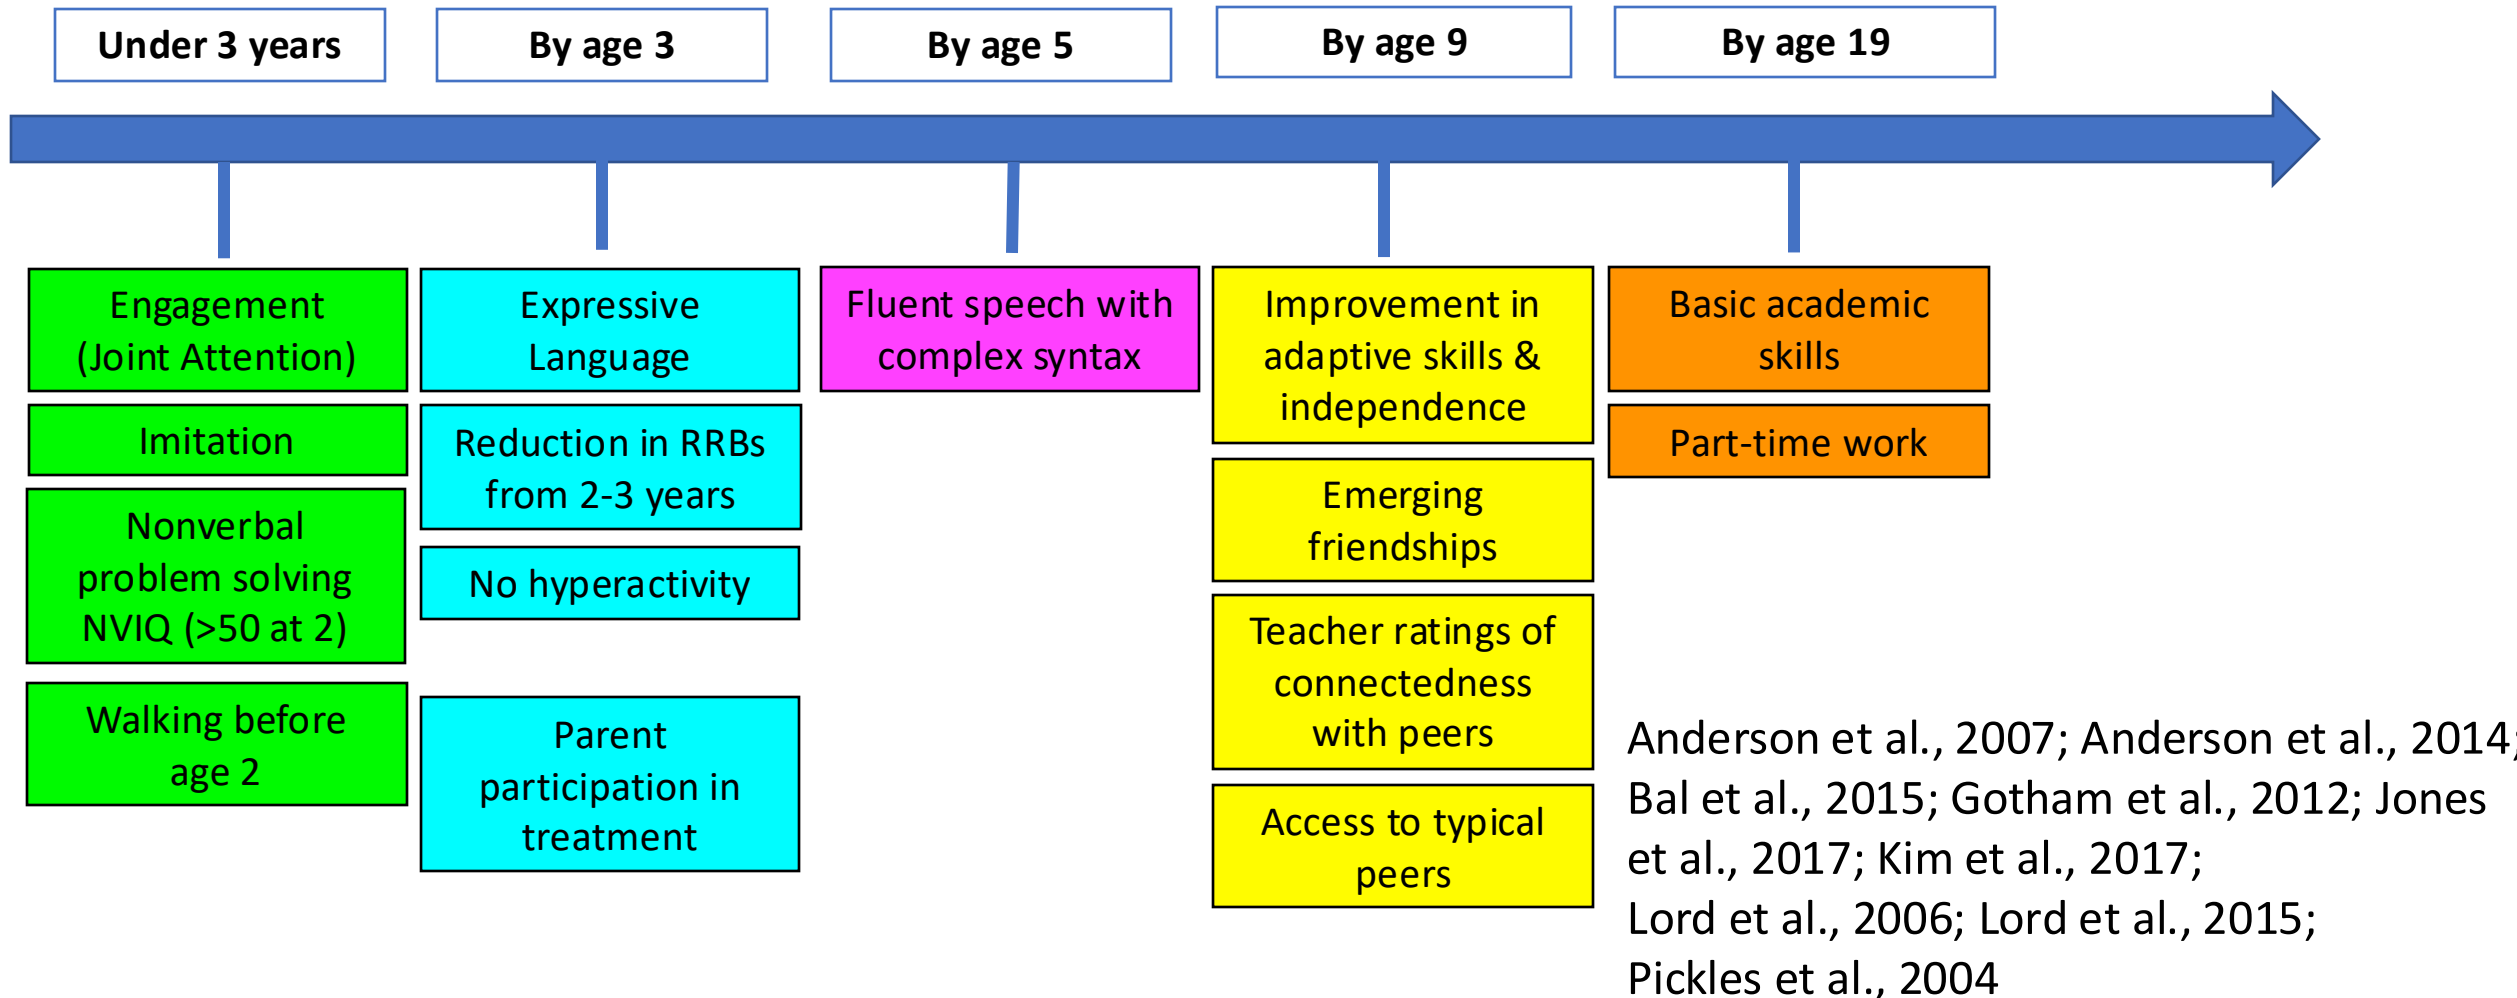 Under 3 years
By age 3
By age 5
By age 9
By age 19
Engagement
(Joint Attention)
Imitation
Nonverbal
problem solving
NVIQ (>50 at 2)
Walking before
age 2
Expressive
Language
Reduction in RRBs
from 2-3 years
No hyperactivity
Parent
participation in
treatment
Fluent speech with
complex syntax
Improvement in
adaptive skills &
independence
Emerging
friendships
Teacher ratings of
connectedness
with peers
Access to typical
peers
Basic academic
skills
Part-time work
Anderson et al., 2007; Anderson et al., 2014;
Bal et al., 2015; Gotham et al., 2012; Jones
et al., 2017; Kim et al., 2017;
Lord et al., 2006; Lord et al., 2015;
Pickles et al., 2004